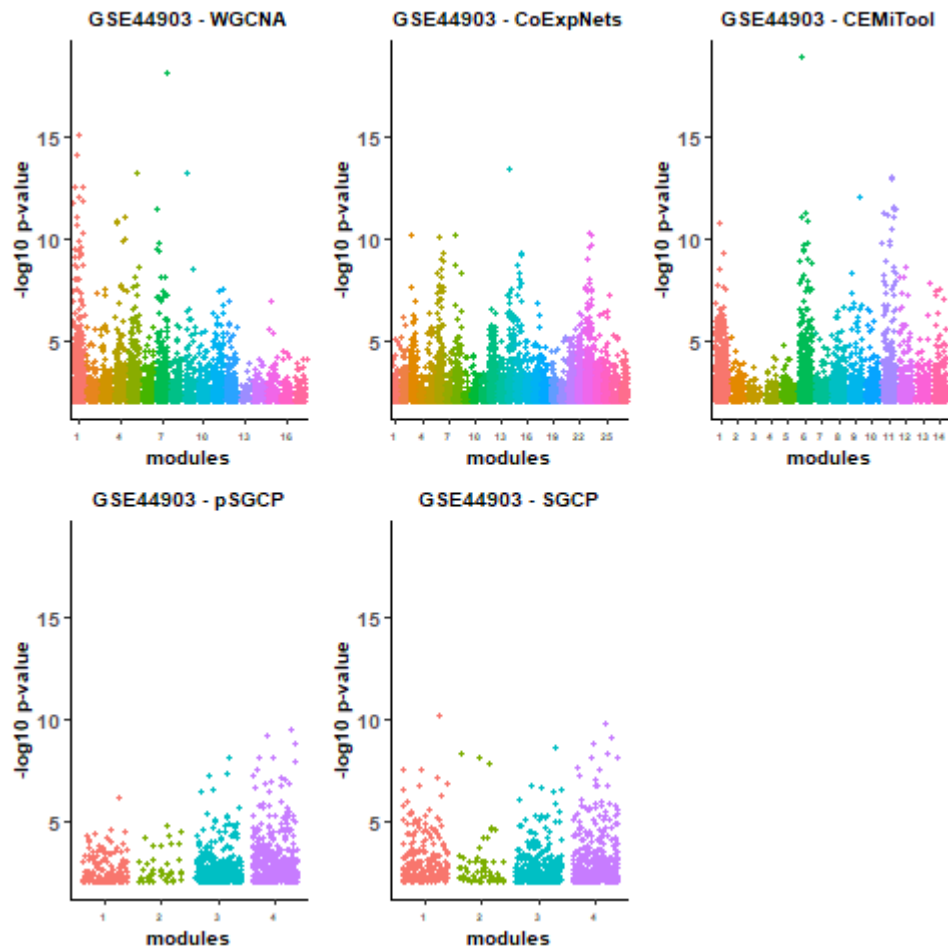 GSE44903 - WGCNA
GSE44903 - CoExpNets
GSE44903 - CEMiTool
-log10 p-value
15
10
5
1 4 7 10 13 16
modules
-log10 p-value
15
10
5
1 4 7 10 13 16 19 22 25
modules
-log10 p-value
15
10
5
1 2 3 4 5 6 7 8 9 10 11 12 13 14
modules
GSE44903 - pSGCP
GSE44903 - SGCP
-log10 p-value
15
10
5
1 2 3 4
modules
-log10 p-value
15
10
5
1 2 3 4
modules